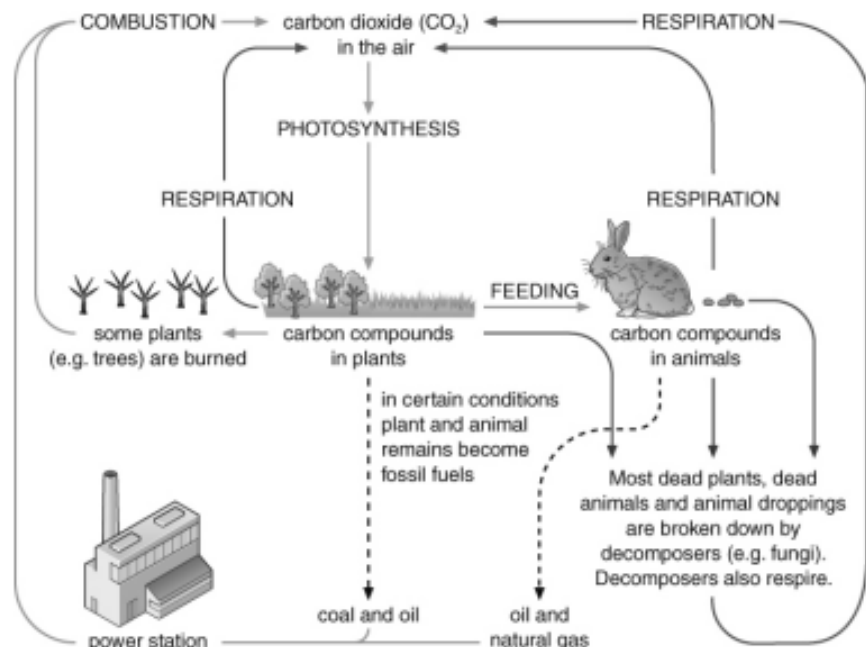 COMBUSTION
carbon dioxide (CO₂)
in the air
RESPIRATION
PHOTOSYNTHESIS
RESPIRATION
RESPIRATION
FEEDING
some plants
(e.g. trees) are burned
carbon compounds
in plants
carbon compounds
in animals
in certain conditions
plant and animal
remains become
fossil fuels
Most dead plants, dead
animals and animal droppings
are broken down by
decomposers (e.g. fungi).
Decomposers also respire.
power station
coal and oil
oil and
natural gas